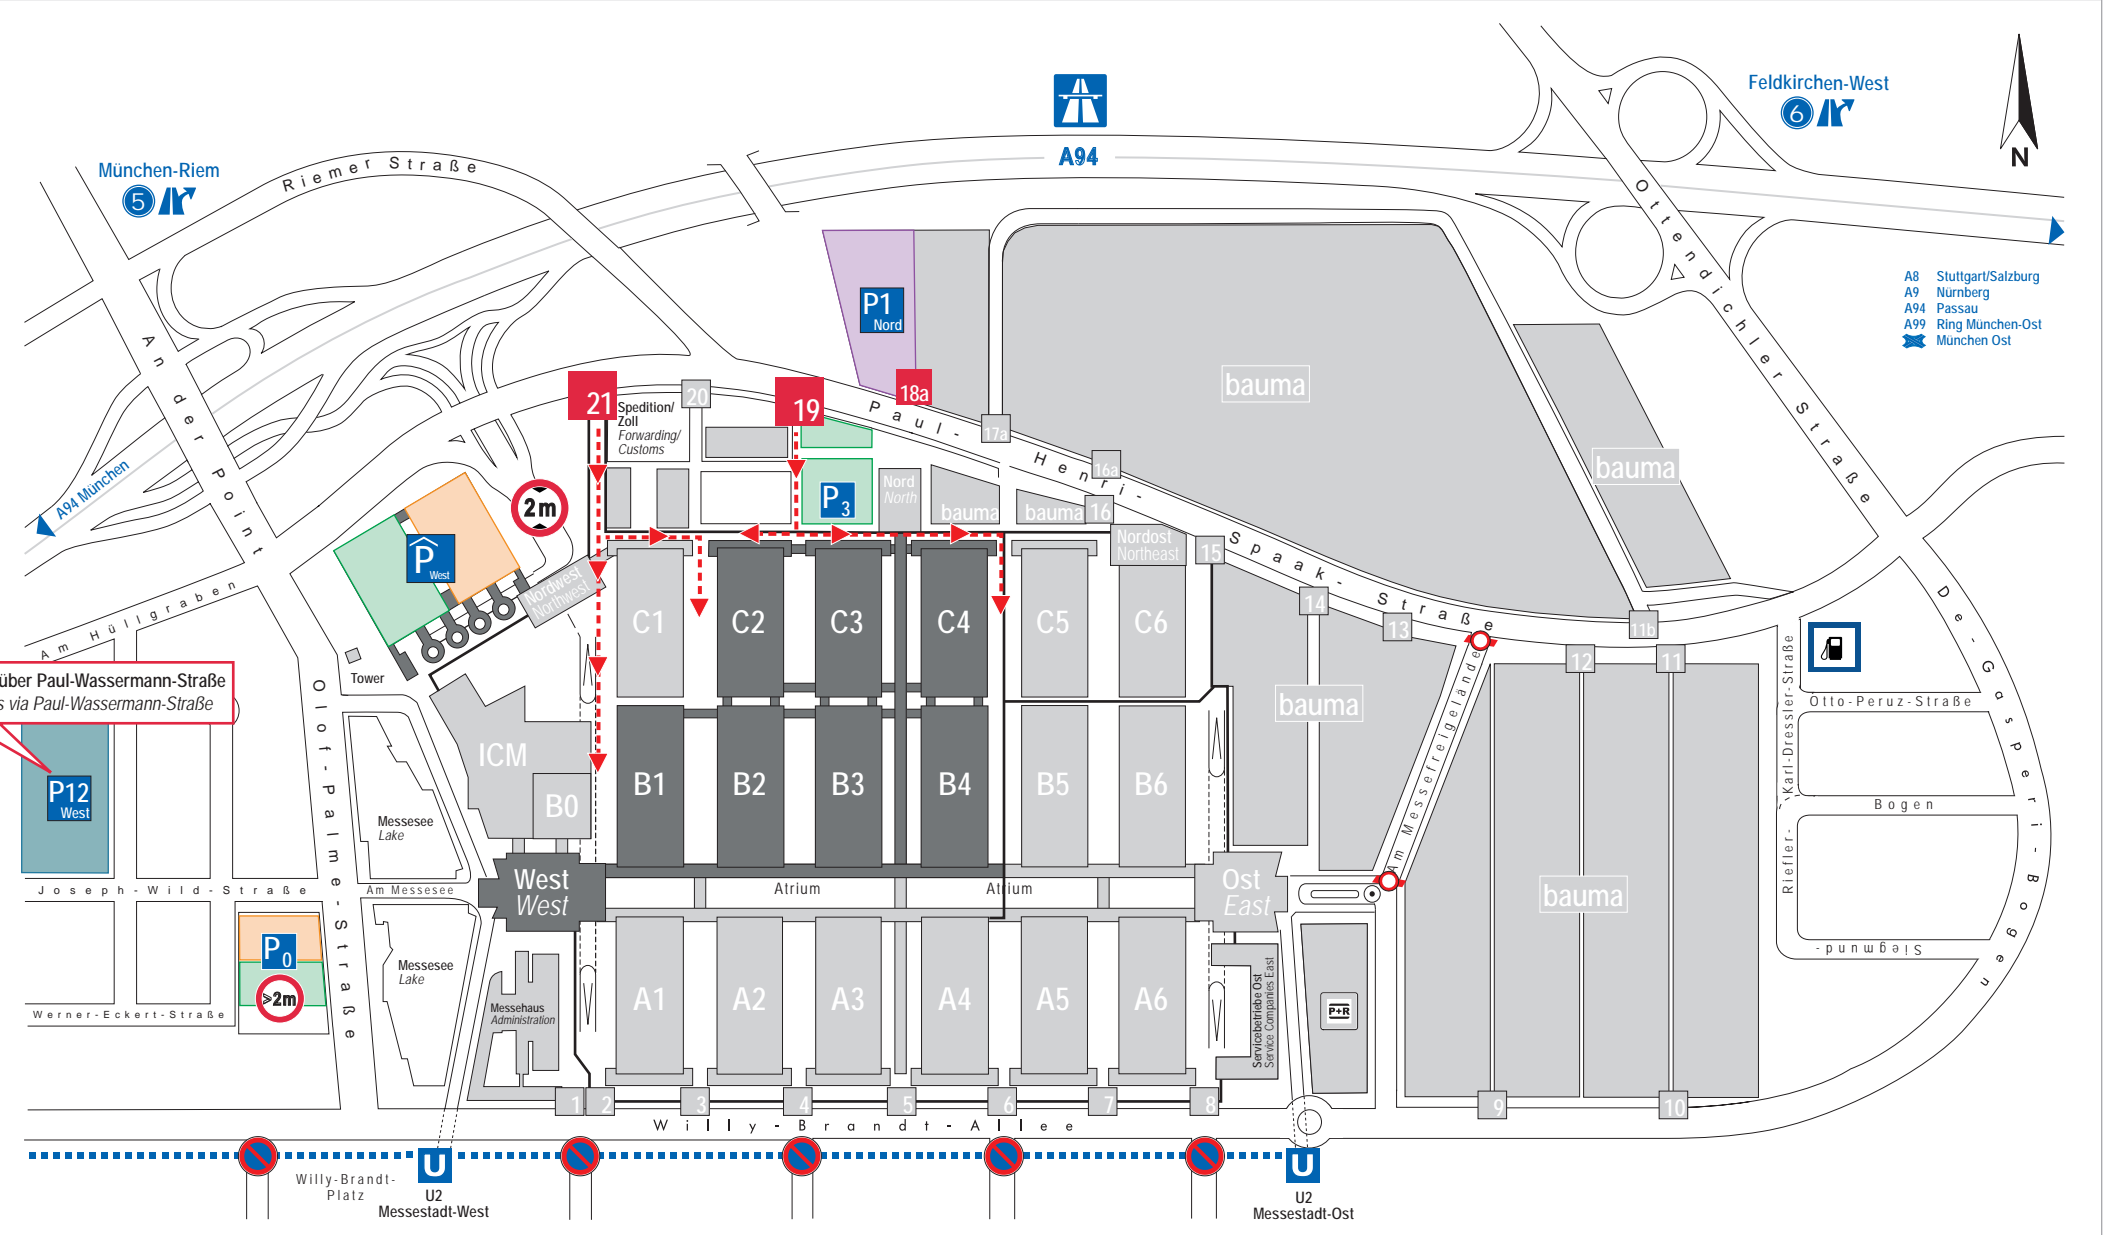 Feldkirchen-West
6
N
A94
München-Riem
5
Riemer Straße
A8 Stuttgart/Salzburg
A9 Nürnberg
A94 Passau
A99 Ring München-Ost
München Ost
P1
Nord
Ottendichler Straße
An der Point
A94 München
bauma
bauma
21
20
19
18a
17a
16a
16
Spedition/
Zoll
Forwarding/
Customs
Paul-Henri-Spaak-Straße
2m
P
West
P3
Nord
North
bauma
bauma
Nordost
Northeast
15
14
13
11b
12
11
Nordwest
Northwest
C1
C2
C3
C4
C5
C6
Am Hüllgraben
über Paul-Wassermann-Straße
s via Paul-Wassermann-Straße
Tower
Olof-Palme-Straße
ICM
B0
B1
B2
B3
B4
B5
B6
bauma
Am Messefreigelände
Karl-Dressler-Straße
Otto-Peruz-Straße
De-Gasperi-Bogen
Bogen
Riefler-
Siegmund-
P12
West
Messesee
Lake
Joseph-Wild-Straße
Am Messesee
West
West
Atrium
Atrium
Ost
East
bauma
P0
>2m
Werner-Eckert-Straße
Messesee
Lake
Messehaus
Administration
A1
A2
A3
A4
A5
A6
Servicebetriebe Ost
Service Companies East
P+R
1
2
3
4
5
6
7
8
9
10
Willy-Brandt-Allee
Willy-Brandt-
Platz
U
U2
Messestadt-West
U
U2
Messestadt-Ost